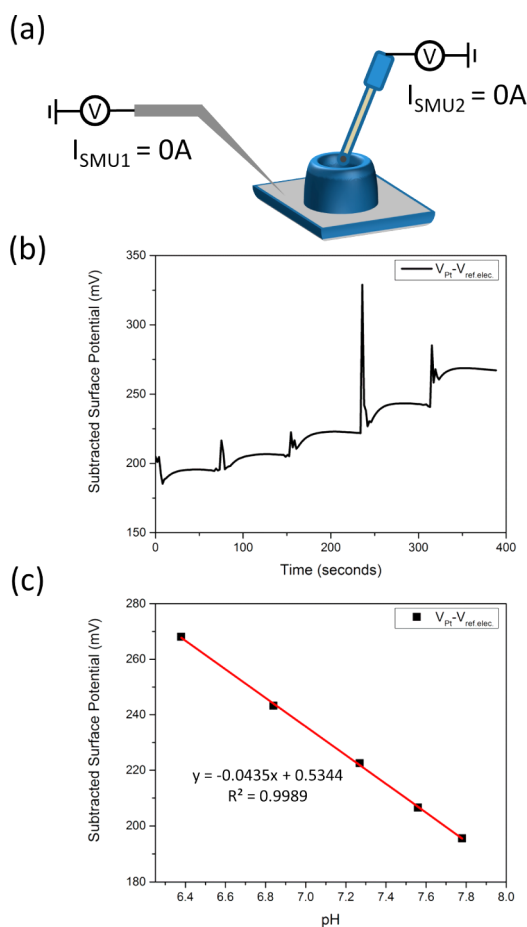 (a)
V
I
V
I
I_SMU1 = 0A
I_SMU2 = 0A
(b)
V_Pt-V_ref.elec.
Subtracted Surface Potential (mV)
350
300
250
200
150
0
100
200
300
400
Time (seconds)
(c)
V_Pt-V_ref.elec.
Subtracted Surface Potential (mV)
280
260
240
220
200
180
y = -0.0435x + 0.5344
R² = 0.9989
6.4
6.6
6.8
7.0
7.2
7.4
7.6
7.8
8.0
pH